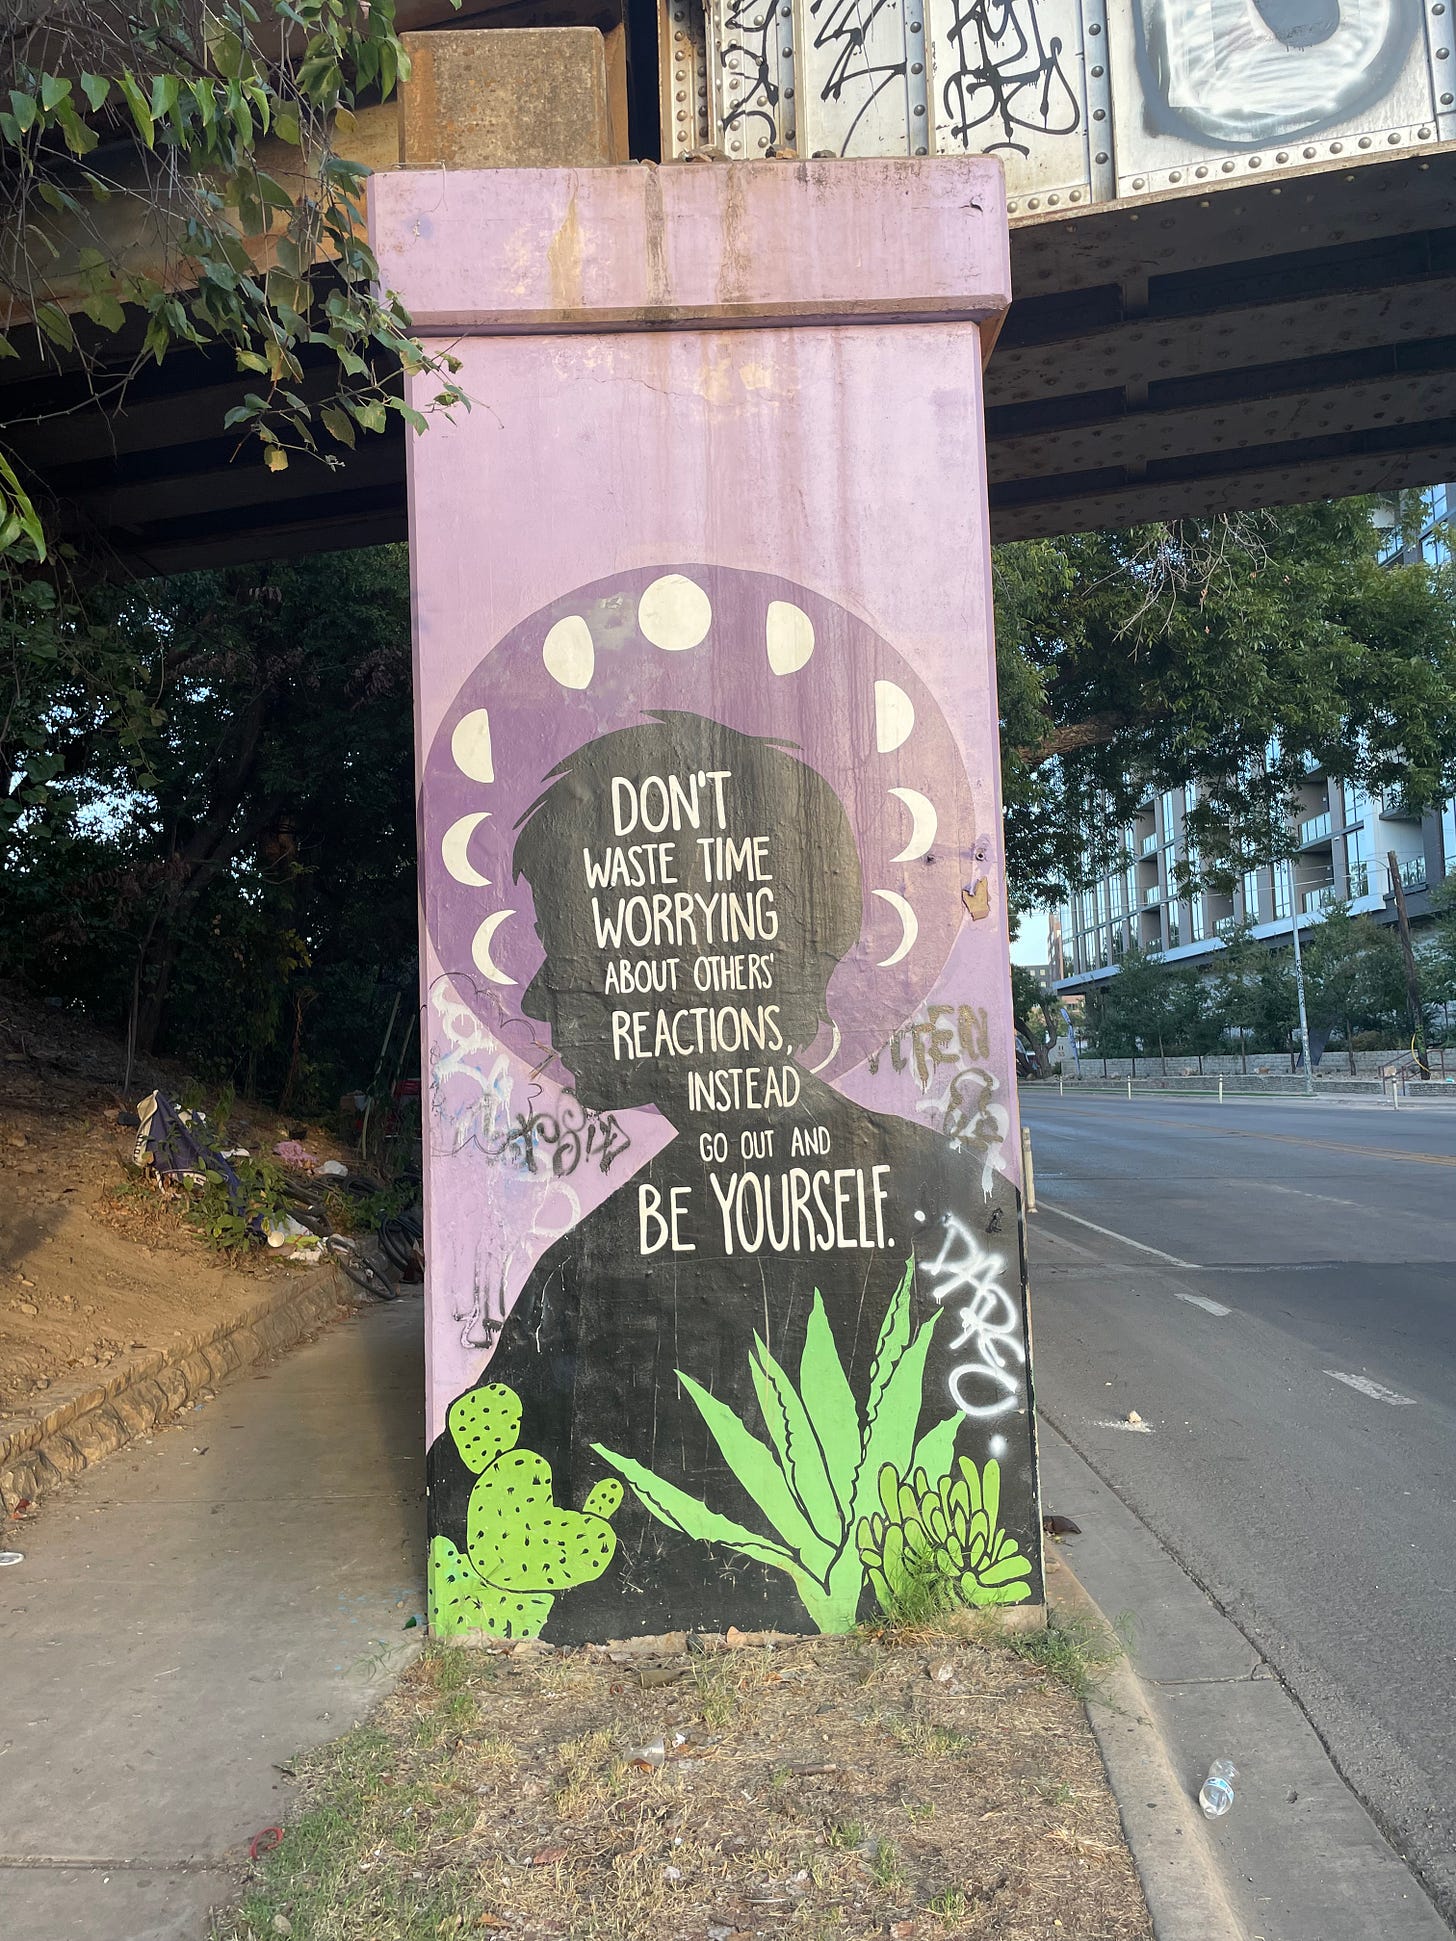 DON'T
WASTE TIME
WORRYING
ABOUT OTHERS'
REACTIONS,
INSTEAD
GO OUT AND
BE YOURSELF.